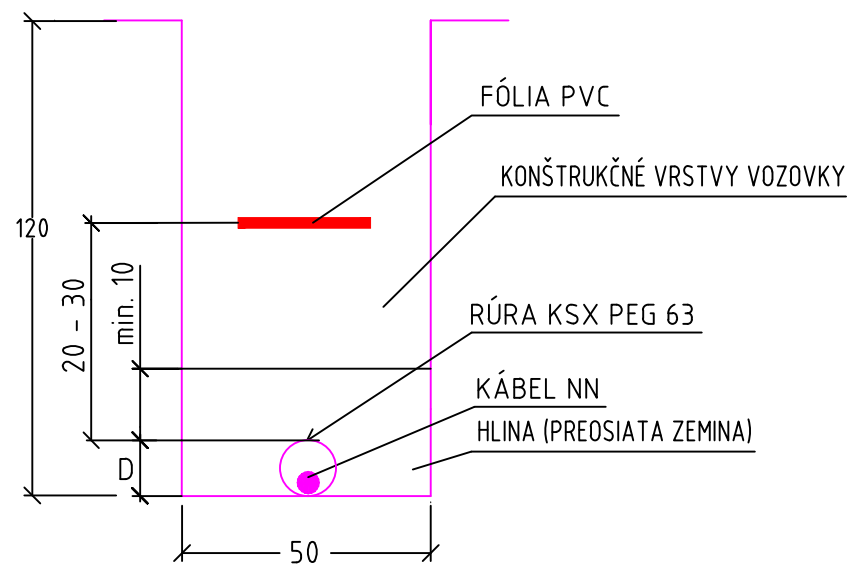 FÓLIA PVC
KONŠTRUKČNÉ VRSTVY VOZOVKY
120
20 - 30
min. 10
RÚRA KSX PEG 63
KÁBEL NN
HLINA (PREOSIATA ZEMINA)
D
50